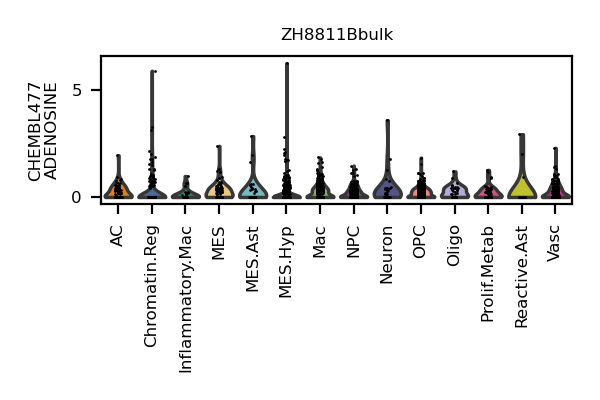 ZH8811Bbulk
CHEMBL477
ADENOSINE
5
0
AC
Chromatin.Reg
Inflammatory.Mac
MES
MES.Ast
MES.Hyp
Mac
NPC
Neuron
OPC
Oligo
Prolif.Metab
Reactive.Ast
Vasc